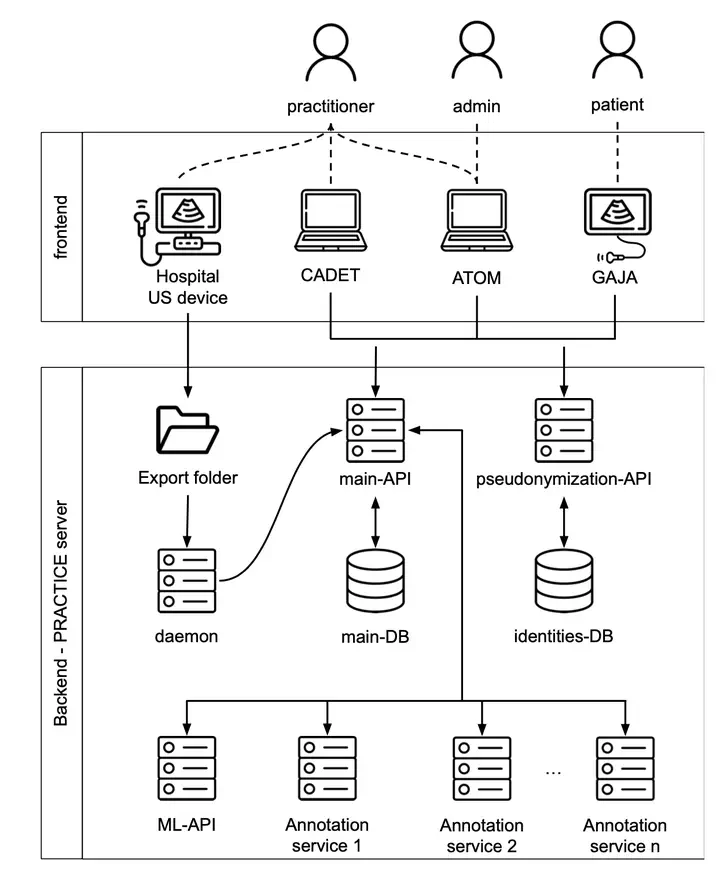 practitioner
admin
patient
frontend
Hospital
US device
CADET
ATOM
GAJA
Backend - PRACTICE server
Export folder
main-API
pseudonymization-API
daemon
main-DB
identities-DB
ML-API
Annotation
service 1
Annotation
service 2
...
Annotation
service n